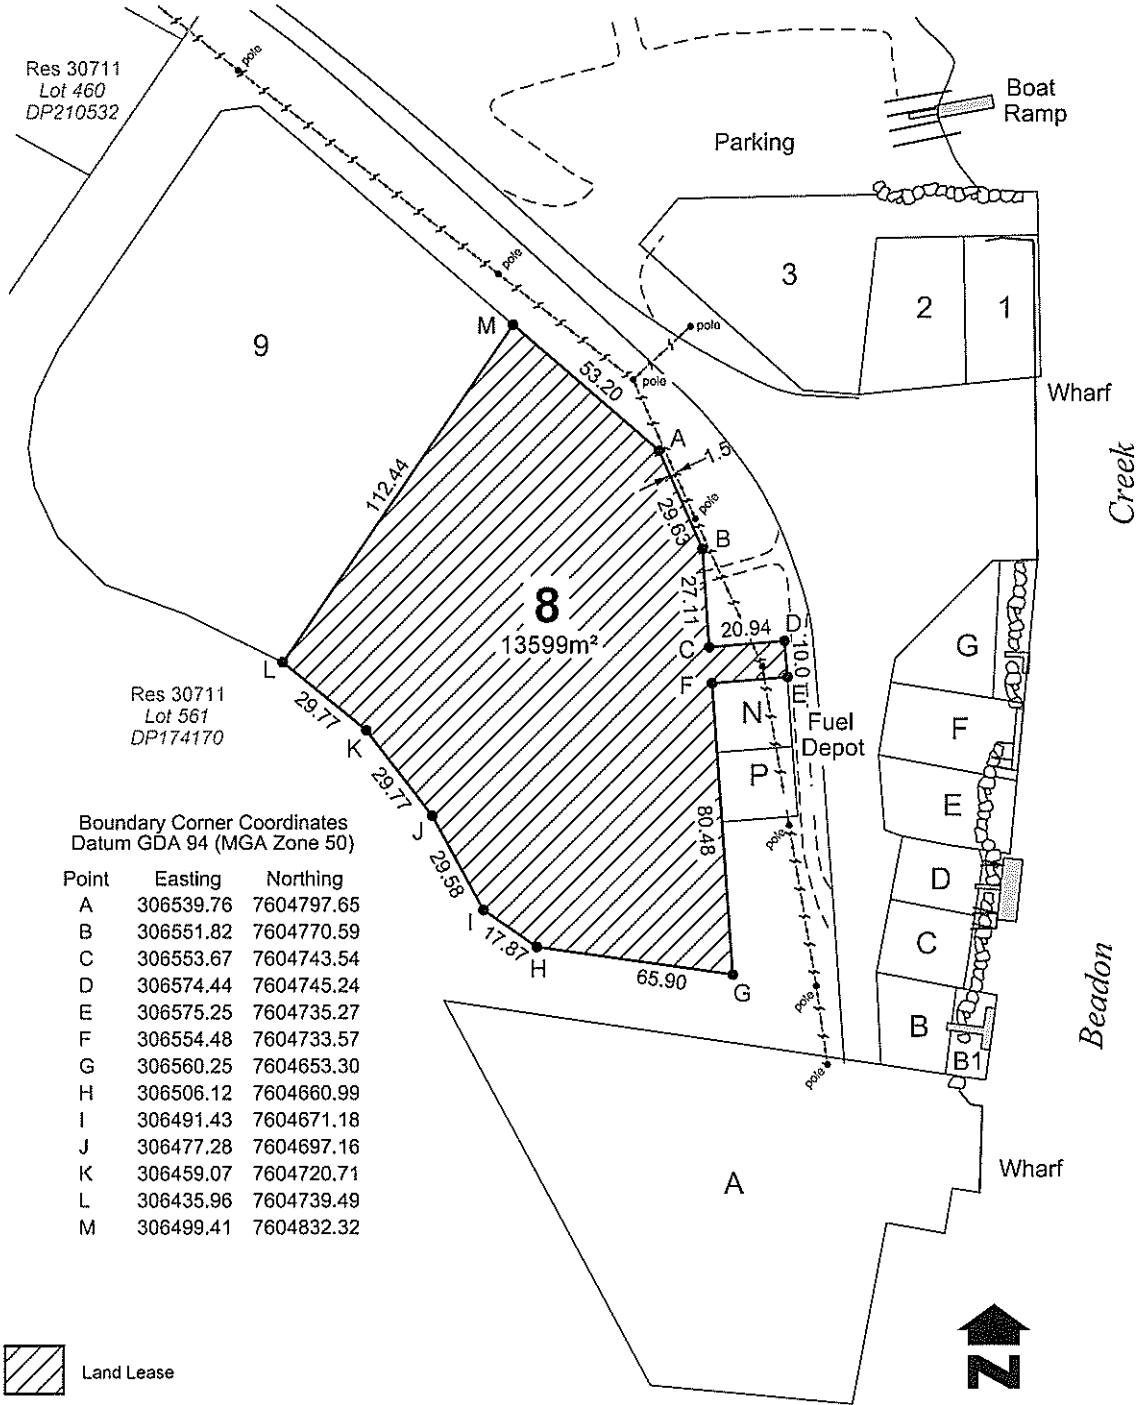 Res 30711
Lot 460
DP210532
pole
Boat
Ramp
Parking
pole
3
2
1
9
M
pole
53.20
pole
Wharf
A
1.5
112.44
29.63
pole
B
Creek
8
13599m²
27.11
20.94
D
C
10.0
F
E
G
L
Res 30711
Lot 561
DP174170
29.77
K
N
Fuel
Depot
F
P
29.77
E
J
80.48
pole
29.58
D
I
17.87
H
C
65.90
G
pole
B
B1
pole
Beadon
Boundary Corner Coordinates
Datum GDA 94 (MGA Zone 50)
Point Easting Northing
A 306539.76 7604797.65
B 306551.82 7604770.59
C 306553.67 7604743.54
D 306574.44 7604745.24
E 306575.25 7604735.27
F 306554.48 7604733.57
G 306560.25 7604653.30
H 306506.12 7604660.99
I 306491.43 7604671.18
J 306477.28 7604697.16
K 306459.07 7604720.71
L 306435.96 7604739.49
M 306499.41 7604832.32
A
Wharf
N
Land Lease